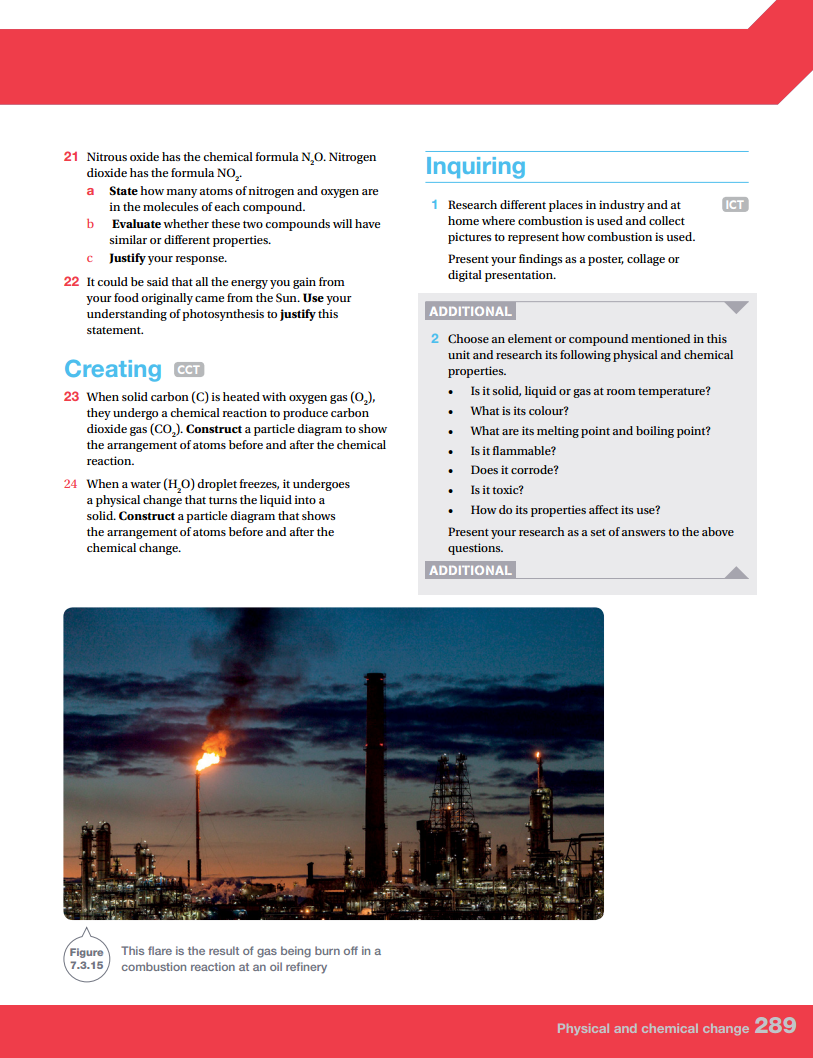 21 Nitrous oxide has the chemical formula N₂O. Nitrogen
dioxide has the formula NO₂.
a State how many atoms of nitrogen and oxygen are
in the molecules of each compound.
b Evaluate whether these two compounds will have
similar or different properties.
c Justify your response.
22 It could be said that all the energy you gain from
your food originally came from the Sun. Use your
understanding of photosynthesis to justify this
statement.
Creating CCT
23 When solid carbon (C) is heated with oxygen gas (O₂),
they undergo a chemical reaction to produce carbon
dioxide gas (CO₂). Construct a particle diagram to show
the arrangement of atoms before and after the chemical
reaction.
24 When a water (H₂O) droplet freezes, it undergoes
a physical change that turns the liquid into a
solid. Construct a particle diagram that shows
the arrangement of atoms before and after the
chemical change.
Inquiring
1 Research different places in industry and at ICT
home where combustion is used and collect
pictures to represent how combustion is used.
Present your findings as a poster, collage or
digital presentation.
ADDITIONAL
2 Choose an element or compound mentioned in this
unit and research its following physical and chemical
properties.
• Is it solid, liquid or gas at room temperature?
• What is its colour?
• What are its melting point and boiling point?
• Is it flammable?
• Does it corrode?
• Is it toxic?
• How do its properties affect its use?
Present your research as a set of answers to the above
questions.
ADDITIONAL
Figure
7.3.15
This flare is the result of gas being burn off in a
combustion reaction at an oil refinery
Physical and chemical change 289